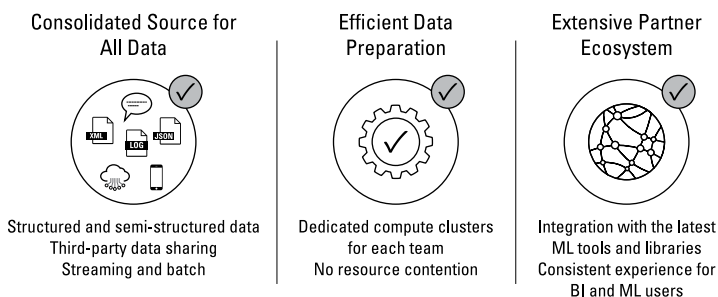 Consolidated Source for
All Data
XML
LOG
JSON
Structured and semi-structured data
Third-party data sharing
Streaming and batch
Efficient Data
Preparation
Dedicated compute clusters
for each team
No resource contention
Extensive Partner
Ecosystem
Integration with the latest
ML tools and libraries
Consistent experience for
BI and ML users